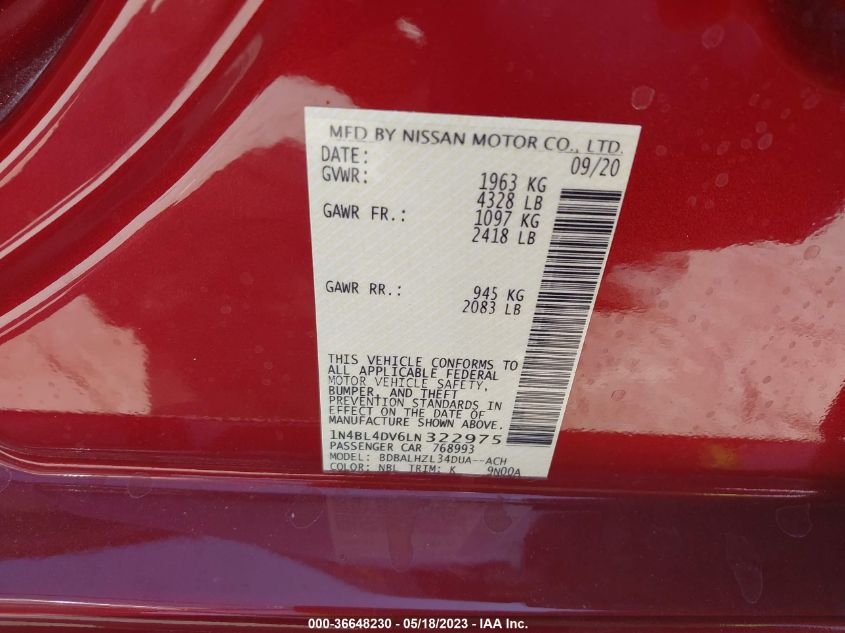 MFD BY NISSAN MOTOR CO., LTD.
DATE: 09/20
GVWR: 1963 KG
4328 LB
GAWR FR.: 1097 KG
2418 LB
GAWR RR.: 945 KG
2083 LB
THIS VEHICLE CONFORMS TO
ALL APPLICABLE FEDERAL
MOTOR VEHICLE SAFETY,
BUMPER, AND THEFT
PREVENTION STANDARDS IN
EFFECT ON THE DATE OF
MANUFACTURE SHOWN ABOVE.
1N4BL4DV6LN322975
PASSENGER CAR 768993
MODEL: BDBALHZL34DUA--ACH
COLOR: NBL TRIM: K 9N00A
000-36648230 - 05/18/2023 - IAA Inc.